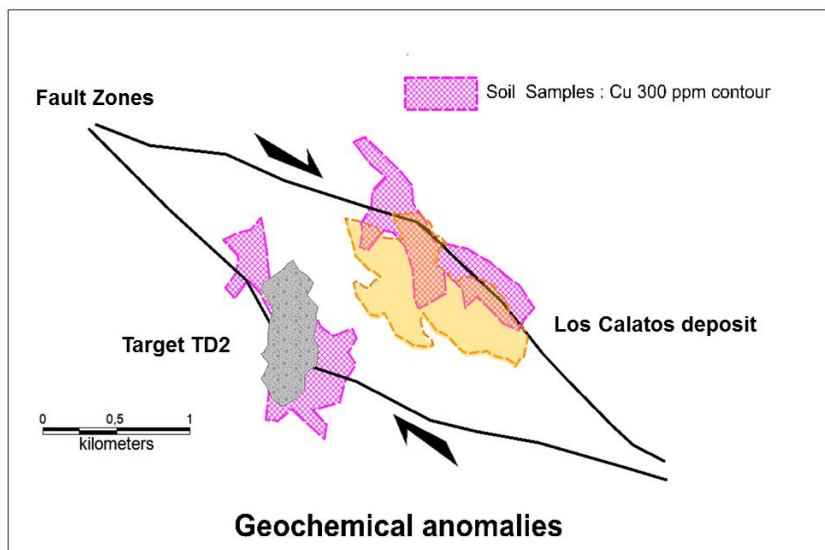 Fault Zones
Soil Samples : Cu 300 ppm contour
Target TD2
Los Calatos deposit
0 0,5 1
kilometers
Geochemical anomalies